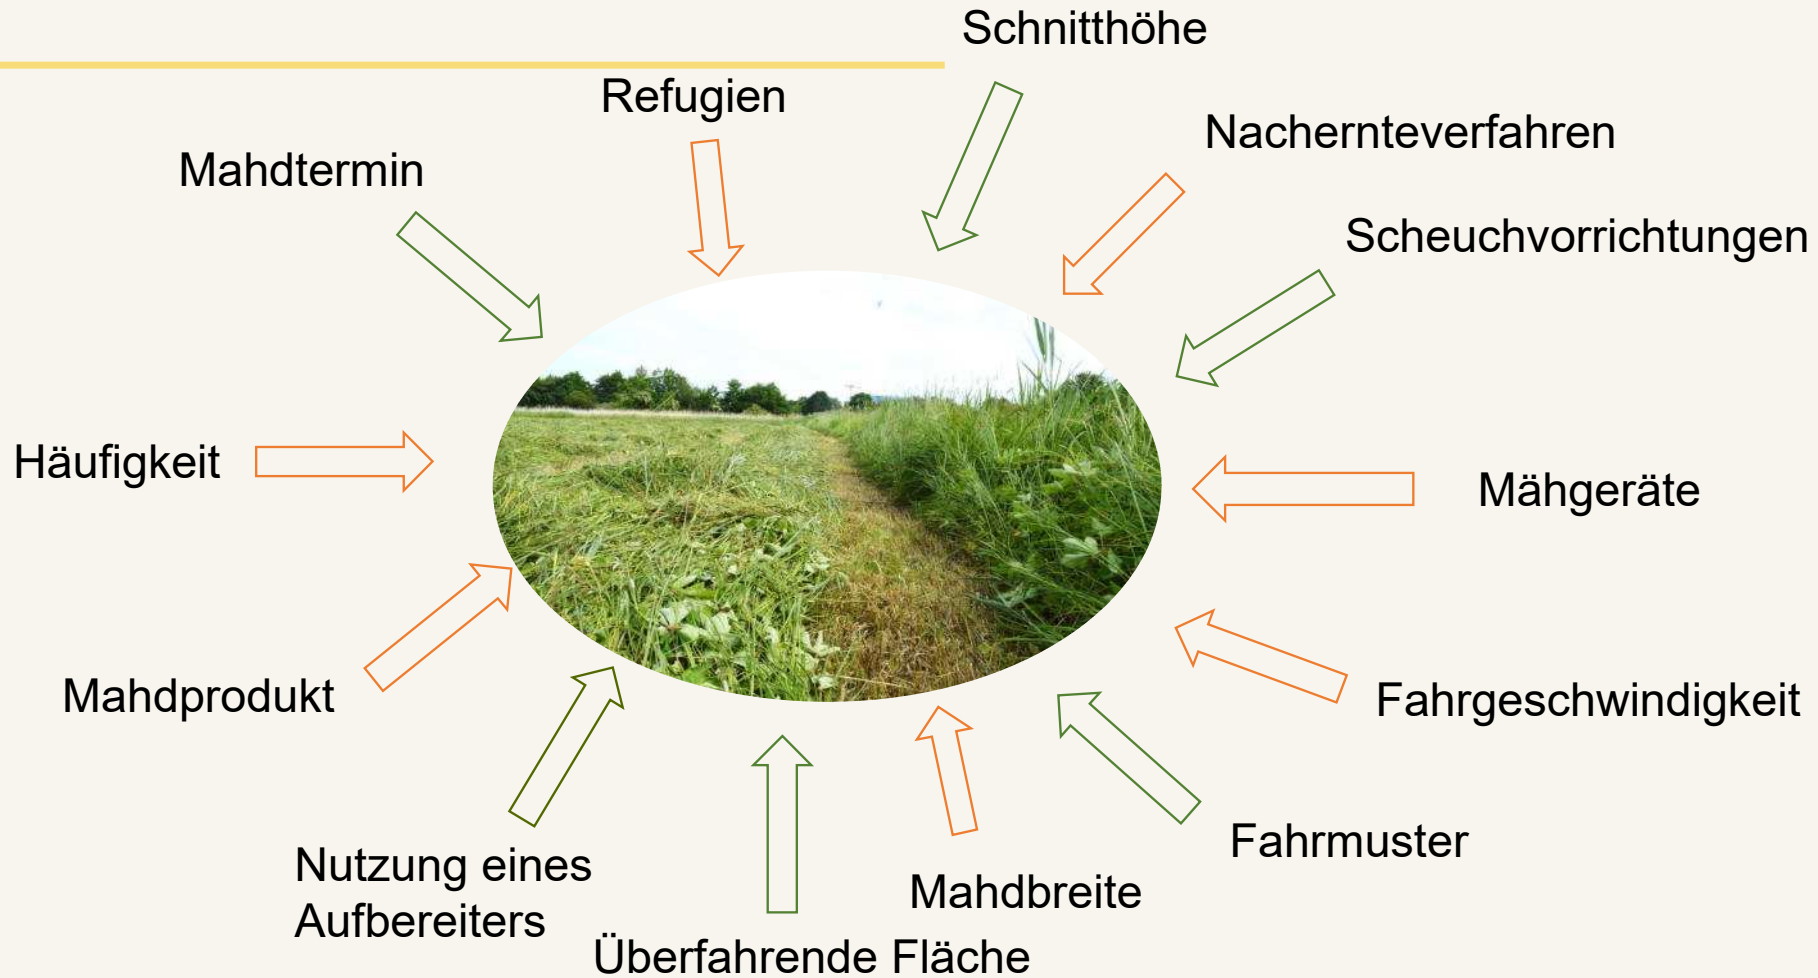 Schnitthöhe
Refugien
Nachernteverfahren
Mahdtermin
Scheuchvorrichtungen
Häufigkeit
Mähgeräte
Mahdprodukt
Fahrgeschwindigkeit
Fahrmuster
Nutzung eines
Aufbereiters
Mahdbreite
Überfahrende Fläche